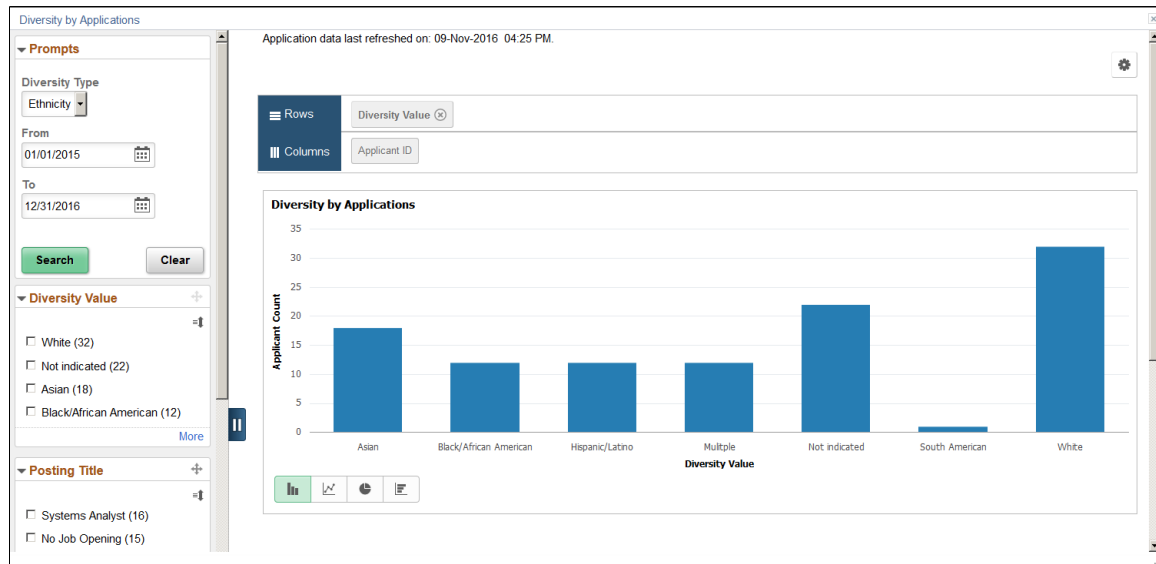 Diversity by Applications
Prompts
Diversity Type
Ethnicity
From
01/01/2015
To
12/31/2016
Search Clear
Diversity Value
White (32)
Not indicated (22)
Asian (18)
Black/African American (12)
More
Posting Title
Systems Analyst (16)
No Job Opening (15)
Application data last refreshed on: 09-Nov-2016 04:25 PM.
Rows Diversity Value
Columns Applicant ID
Diversity by Applications
35
30
25
20
15
10
5
0
Applicant Count
Asian Black/African American Hispanic/Latino Mulitple Not indicated South American White
Diversity Value